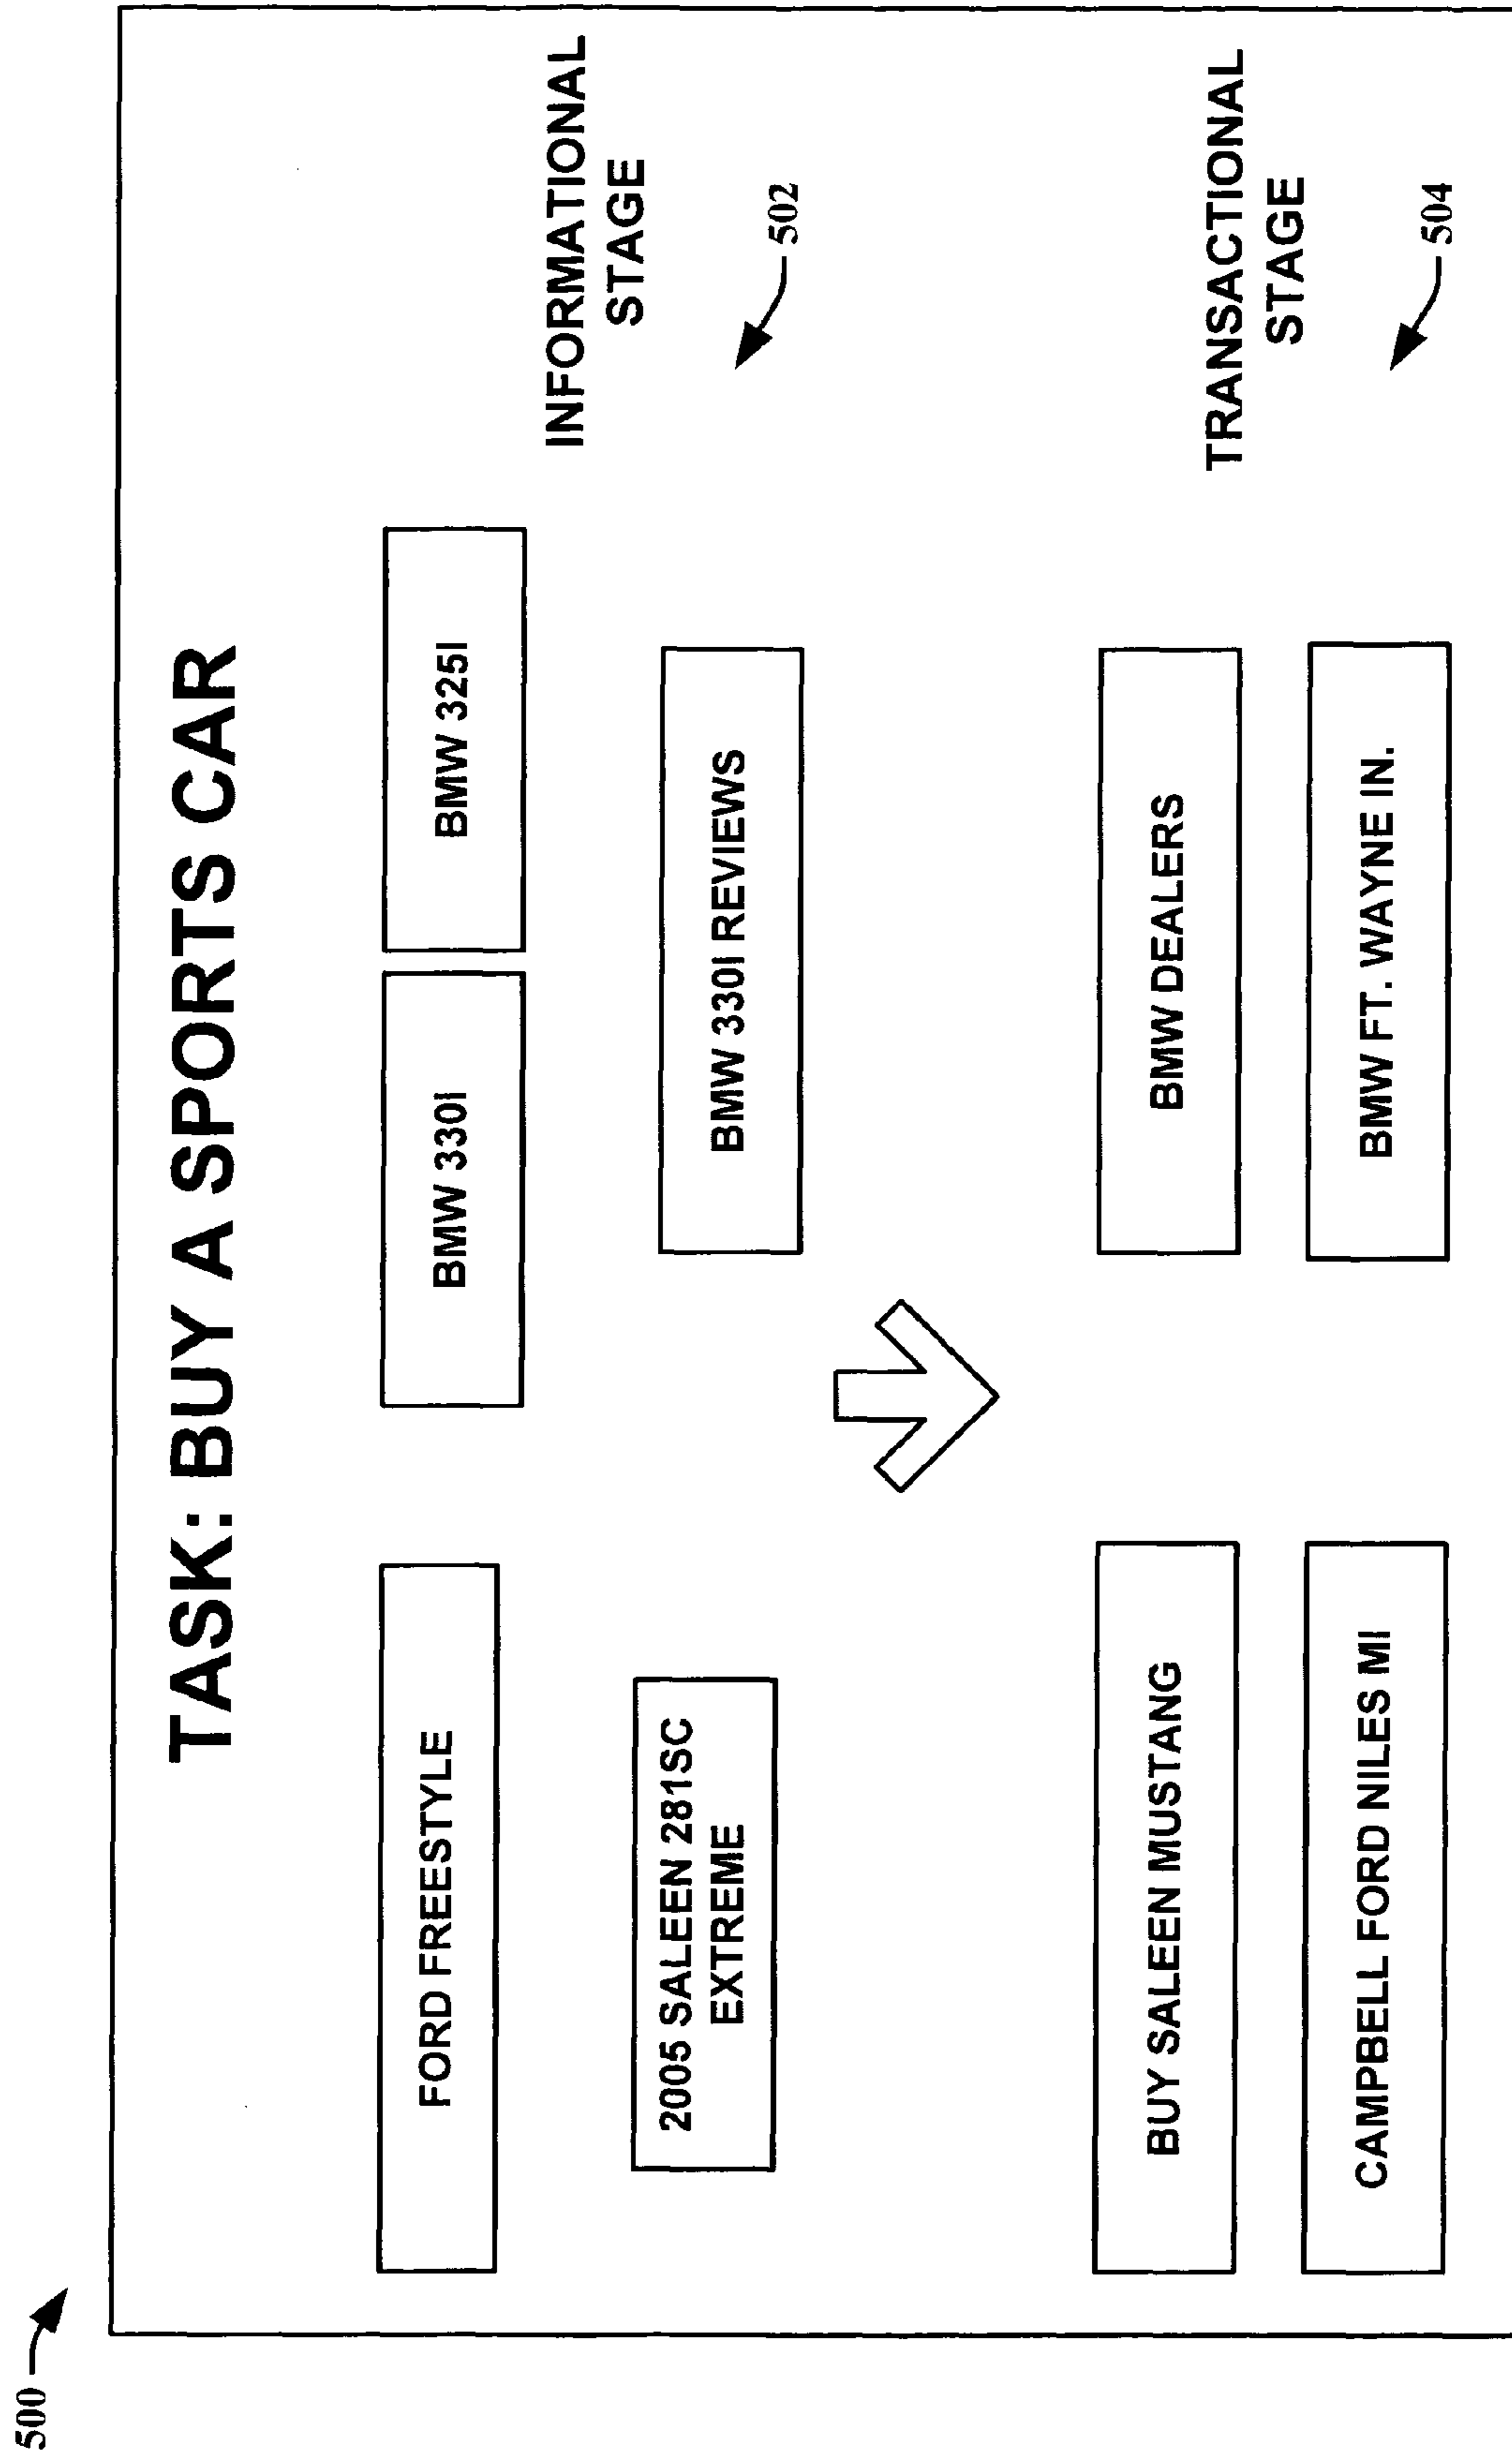 500
TASK: BUY A SPORTS CAR
FORD FREESTYLE
BMW 330I
BMW 325I
INFORMATIONAL
STAGE
2005 SALEEN 281SC
EXTREME
BMW 330I REVIEWS
502
BUY SALEEN MUSTANG
BMW DEALERS
TRANSACTIONAL
STAGE
CAMPBELL FORD NILES MI
BMW FT. WAYNE IN.
504